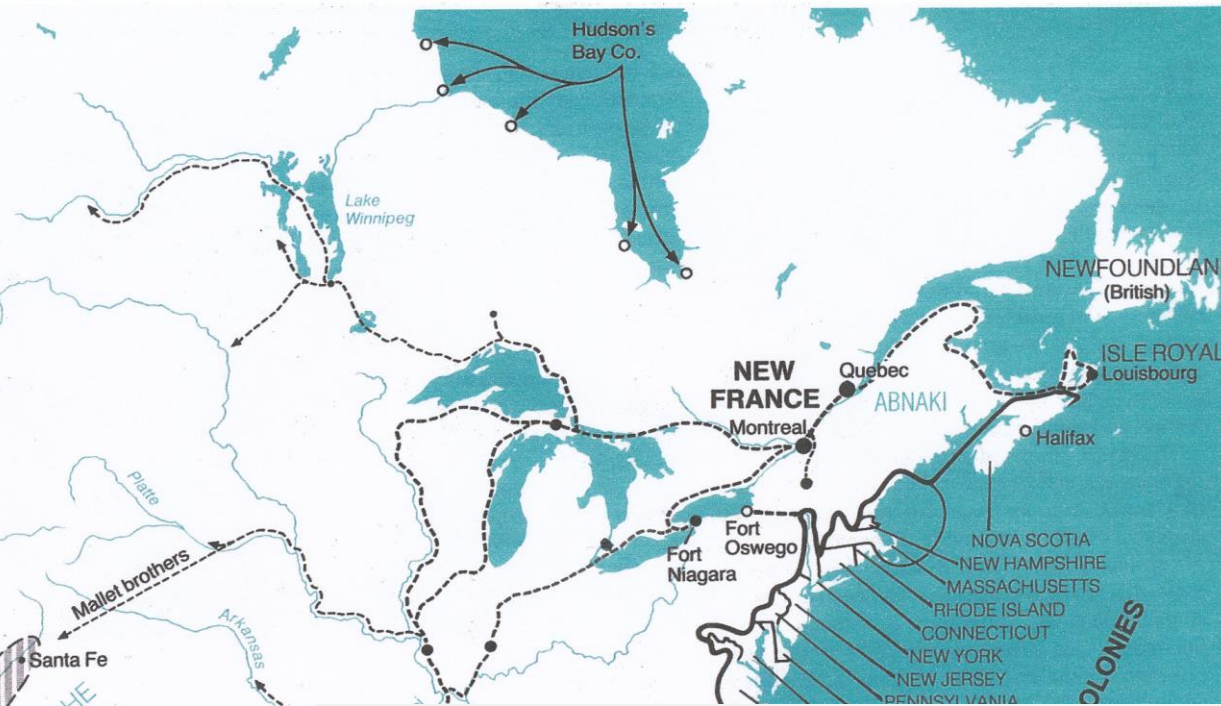 Hudson's
Bay Co.
Lake
Winnipeg
NEWFOUNDLAN
(British)
ISLE ROYAL
Louisbourg
NEW
FRANCE
Quebec
ABNAKI
Montreal
Halifax
Platte
Fort
Oswego
Fort
Niagara
NOVA SCOTIA
NEW HAMPSHIRE
MASSACHUSETTS
RHODE ISLAND
CONNECTICUT
NEW YORK
NEW JERSEY
PENNSYLVANIA
Mallet brothers
Arkansas
Santa Fe
HE
OLONIES